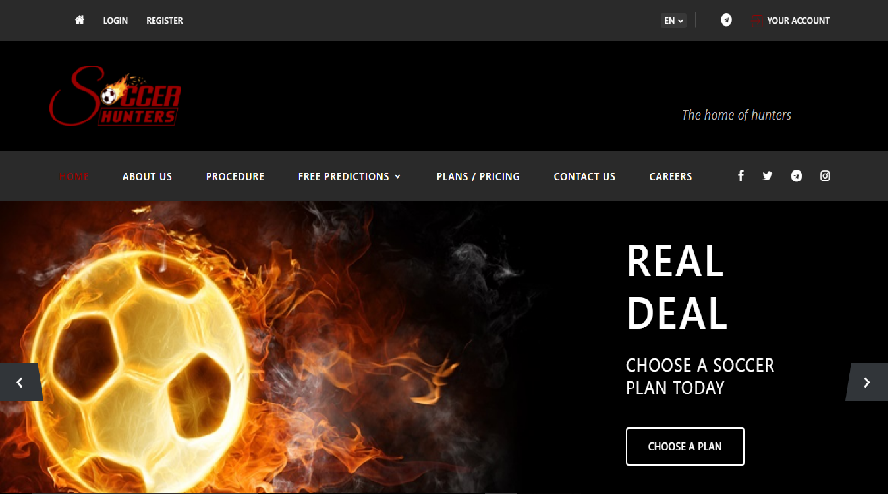 LOGIN REGISTER EN YOUR ACCOUNT
SOCCER
HUNTERS
The home of hunters
HOME ABOUT US PROCEDURE FREE PREDICTIONS PLANS / PRICING CONTACT US CAREERS
REAL
DEAL
CHOOSE A SOCCER
PLAN TODAY
CHOOSE A PLAN